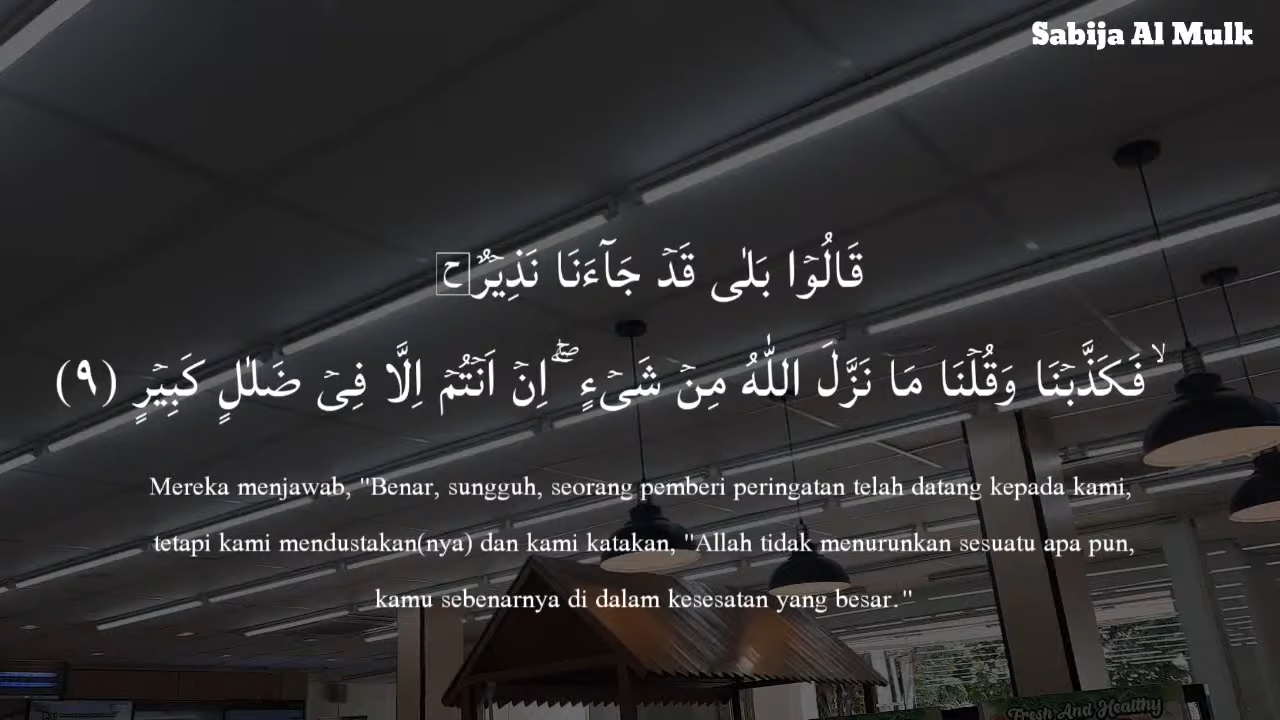 Sabija Al Mulk
قَالُوْا بَلٰى قَدْ جَآءَنَا نَذِيْرٌ ەۙ ح
ۙ فَكَذَّبْنَا وَقُلْنَا مَا نَزَّلَ اللّٰهُ مِنْ شَيْءٍ ۖ اِنْ اَنْتُمْ اِلَّا فِيْ ضَلٰلٍ كَبِيْرٍ (٩)
Mereka menjawab, "Benar, sungguh, seorang pemberi peringatan telah datang kepada kami,
tetapi kami mendustakan(nya) dan kami katakan, "Allah tidak menurunkan sesuatu apa pun,
kamu sebenarnya di dalam kesesatan yang besar."
Fresh And Healthy